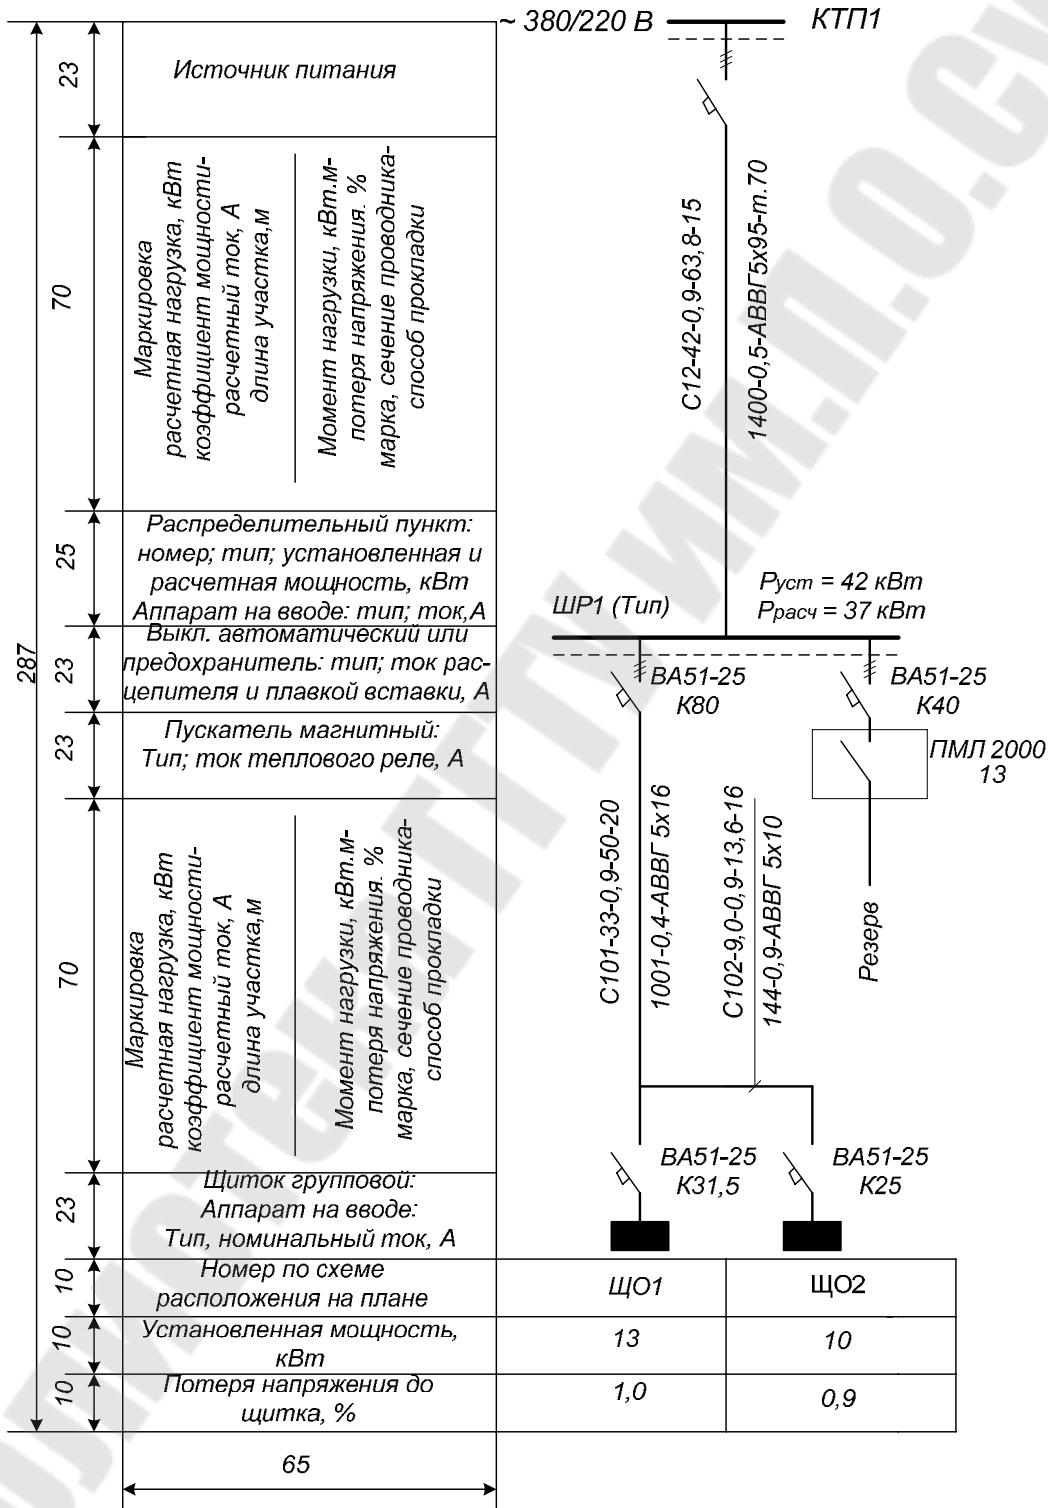 ~ 380/220 В
КТП1
23
Источник питания
70
Маркировка
расчетная нагрузка, кВт
коэффициент мощности-
расчетный ток, А
длина участка,м
Момент нагрузки, кВт.м-
потеря напряжения. %
марка, сечение проводника-
способ прокладки
С12-42-0,9-63,8-15
1400-0,5-АВВГ5х95-т.70
287
25
Распределительный пункт:
номер; тип; установленная и
расчетная мощность, кВт
Аппарат на вводе: тип; ток,А
ШР1 (Тип)
Руст = 42 кВт
Ррасч = 37 кВт
23
Выкл. автоматический или
предохранитель: тип; ток рас-
цепителя и плавкой вставки, А
ВА51-25
К80
ВА51-25
К40
23
Пускатель магнитный:
Тип; ток теплового реле, А
ПМЛ 2000
13
70
Маркировка
расчетная нагрузка, кВт
коэффициент мощности-
расчетный ток, А
длина участка,м
Момент нагрузки, кВт.м-
потеря напряжения. %
марка, сечение проводника-
способ прокладки
С101-33-0,9-50-20
1001-0,4-АВВГ 5х16
С102-9,0-0,9-13,6-16
144-0,9-АВВГ 5х10
Резерв
23
Щиток групповой:
Аппарат на вводе:
Тип, номинальный ток, А
ВА51-25
К31,5
ВА51-25
К25
10
Номер по схеме
расположения на плане
ЩО1
ЩО2
10
Установленная мощность,
кВт
13
10
10
Потеря напряжения до
щитка, %
1,0
0,9
65